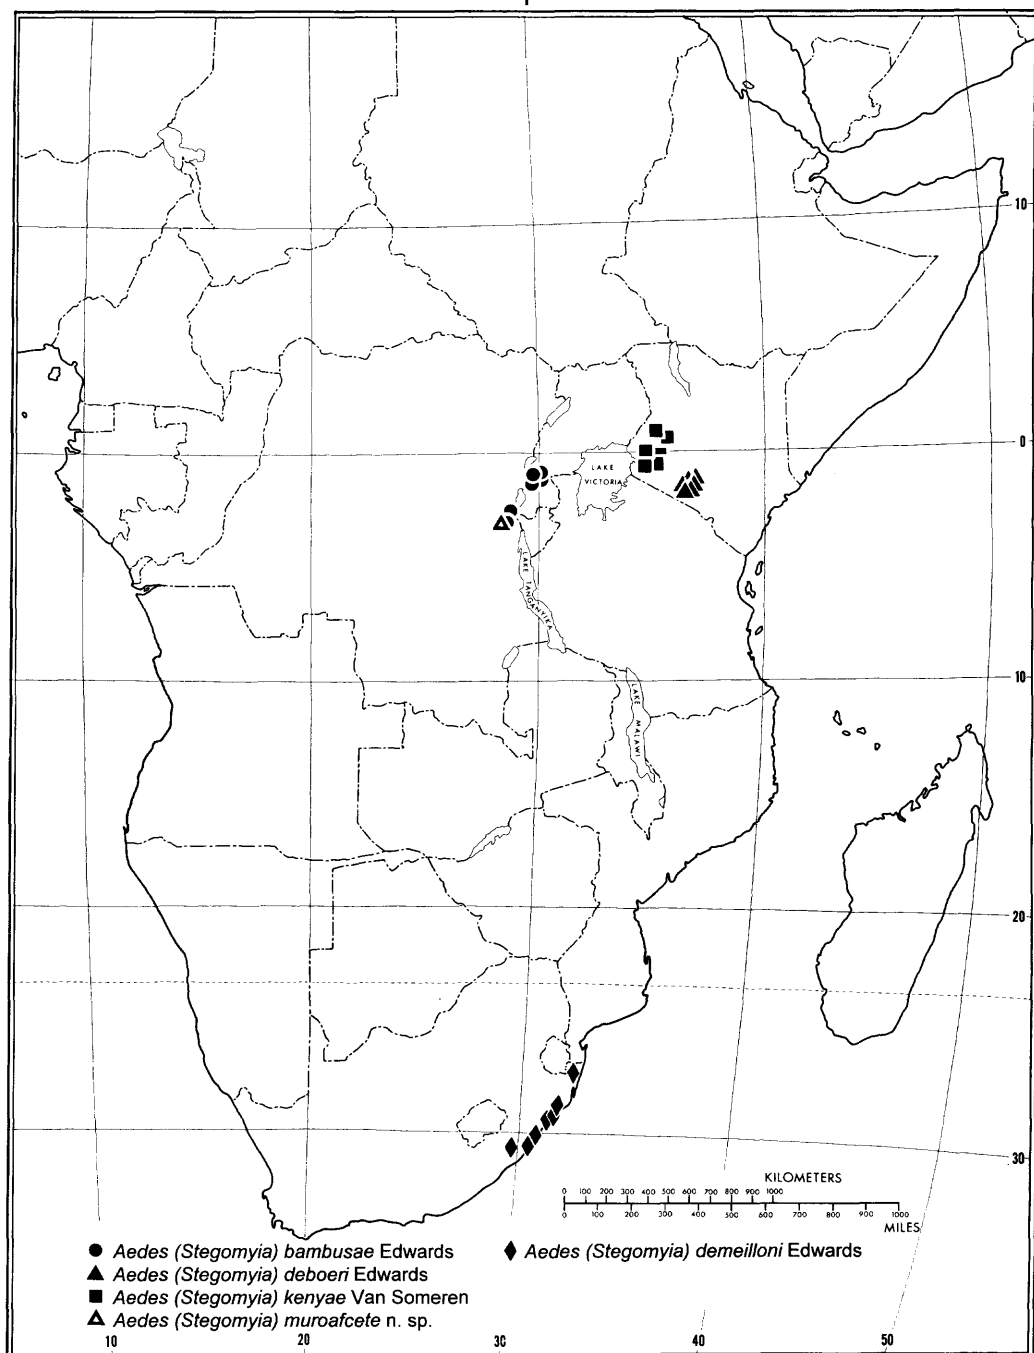 10
0
LAKE
VICTORIA
LAKE TANGANYIKA
10
LAKE MALAWI
20
30
KILOMETERS
0 100 200 300 400 500 600 700 800 900 1000
0 100 200 300 400 500 600 700 800 900 1000
MILES
Aedes (Stegomyia) bambusae Edwards
Aedes (Stegomyia) demeilloni Edwards
Aedes (Stegomyia) deboeri Edwards
Aedes (Stegomyia) kenyae Van Someren
Aedes (Stegomyia) muroafcete n. sp.
10 20 30 40 50